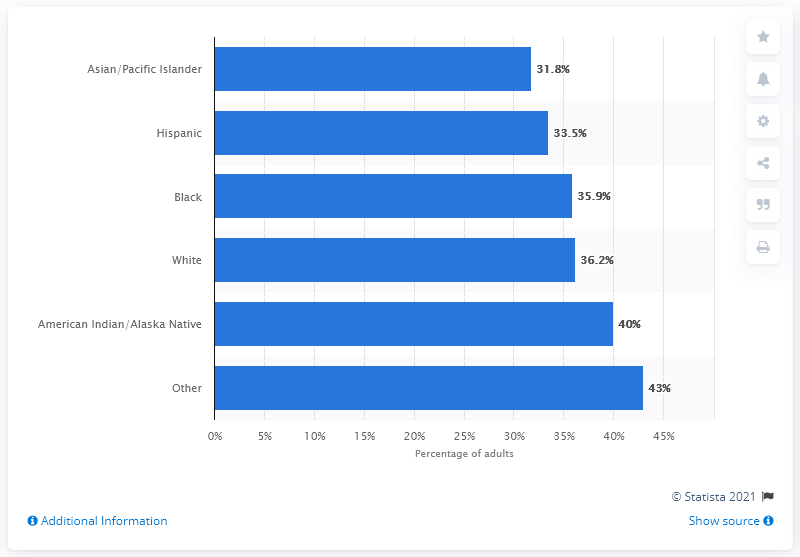 Asian/Pacific Islander 31.8%
Hispanic 33.5%
Black 35.9%
White 36.2%
American Indian/Alaska Native 40%
Other 43%
0% 5% 10% 15% 20% 25% 30% 35% 40% 45%
Percentage of adults
© Statista 2021
Additional Information Show source